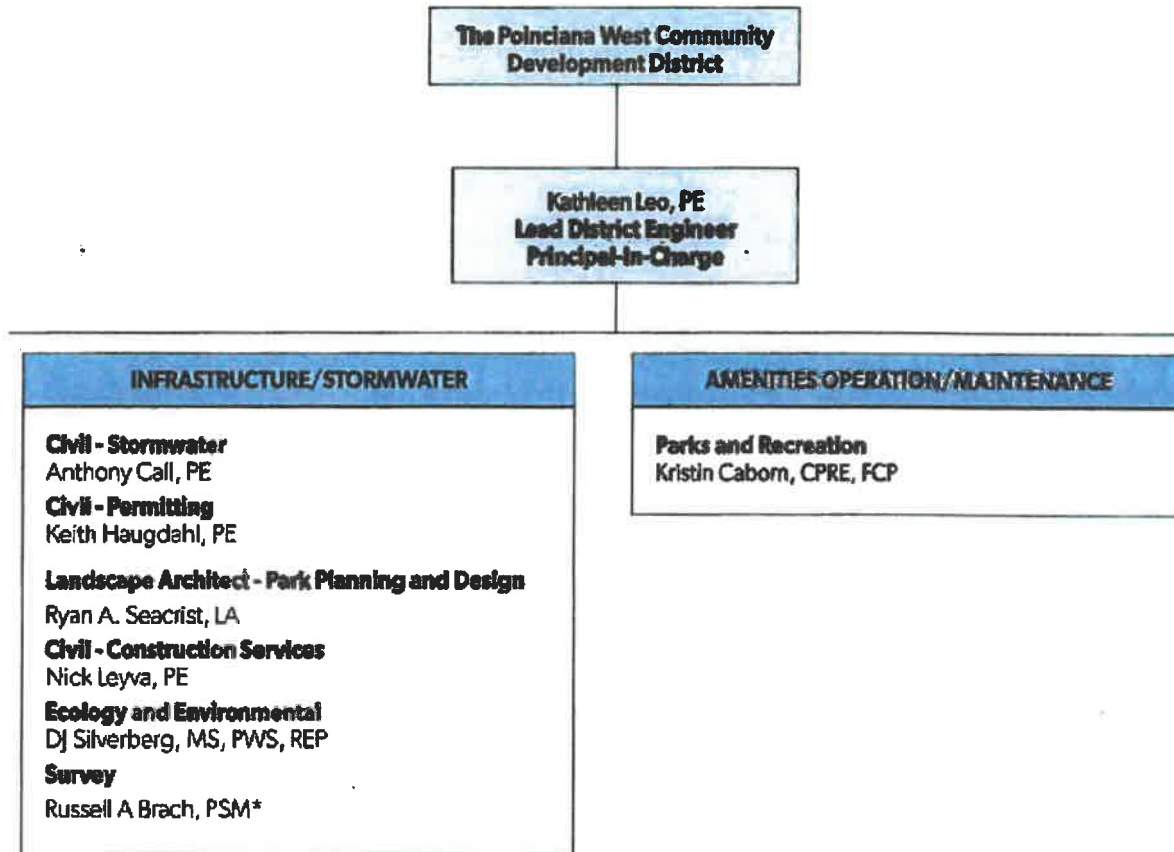 The Poinciana West Community
Development District
Kathleen Leo, PE
Lead District Engineer
Principal-in-Charge
INFRASTRUCTURE/STORMWATER
Civil - Stormwater
Anthony Call, PE
Civil - Permitting
Keith Haugdahl, PE
Landscape Architect - Park Planning and Design
Ryan A. Seacrist, LA
Civil - Construction Services
Nick Leyva, PE
Ecology and Environmental
DJ Silverberg, MS, PWS, REP
Survey
Russell A Brach, PSM*
AMENITIES OPERATION/MAINTENANCE
Parks and Recreation
Kristin Caborn, CPRE, FCP